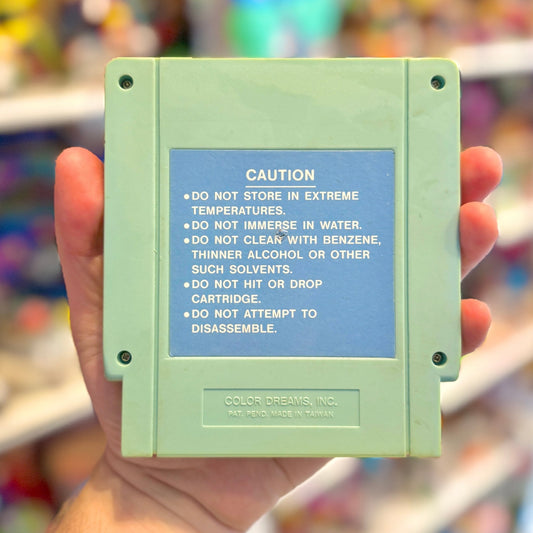 CAUTION
•DO NOT STORE IN EXTREME
TEMPERATURES.
•DO NOT IMMERSE IN WATER.
•DO NOT CLEAN WITH BENZENE,
THINNER ALCOHOL OR OTHER
SUCH SOLVENTS.
•DO NOT HIT OR DROP
CARTRIDGE.
•DO NOT ATTEMPT TO
DISASSEMBLE.
COLOR DREAMS, INC.
PAT. PEND. MADE IN TAIWAN